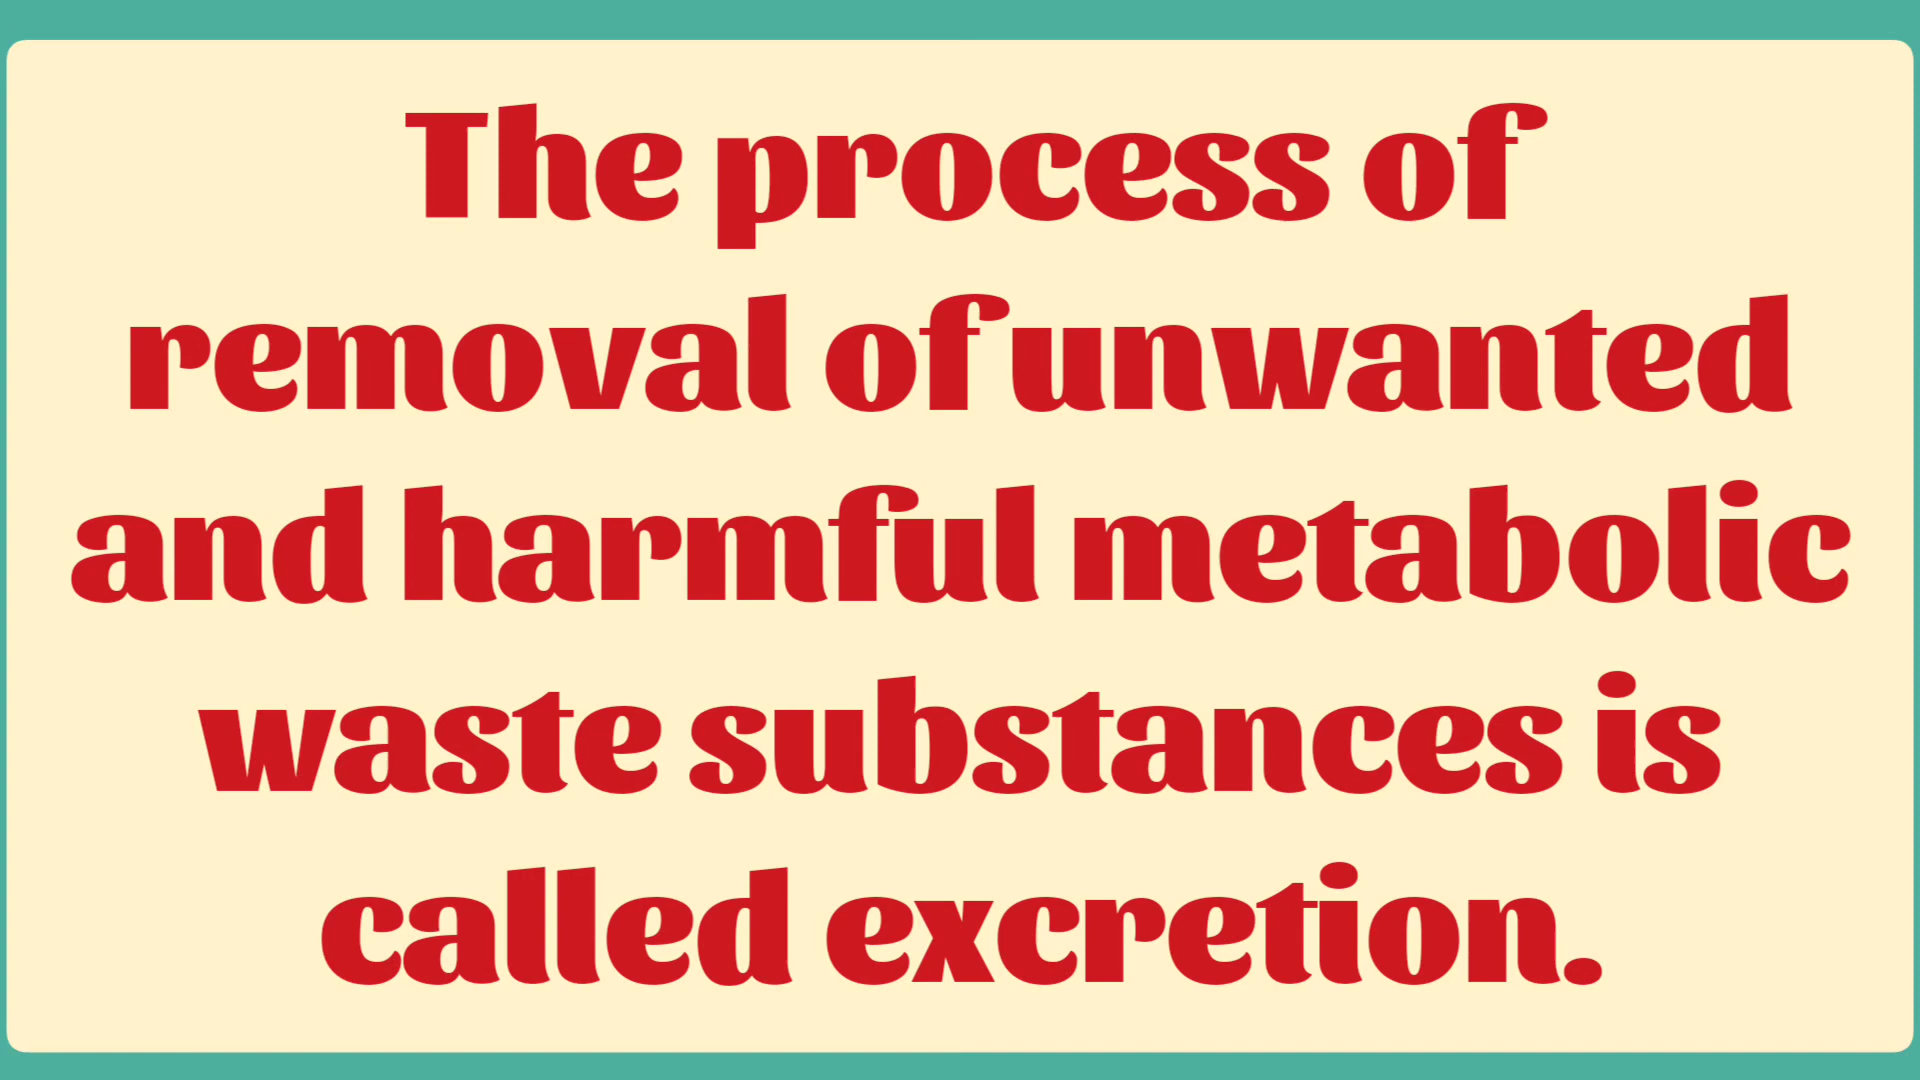 The process of
removal of unwanted
and harmful metabolic
waste substances is
called excretion.